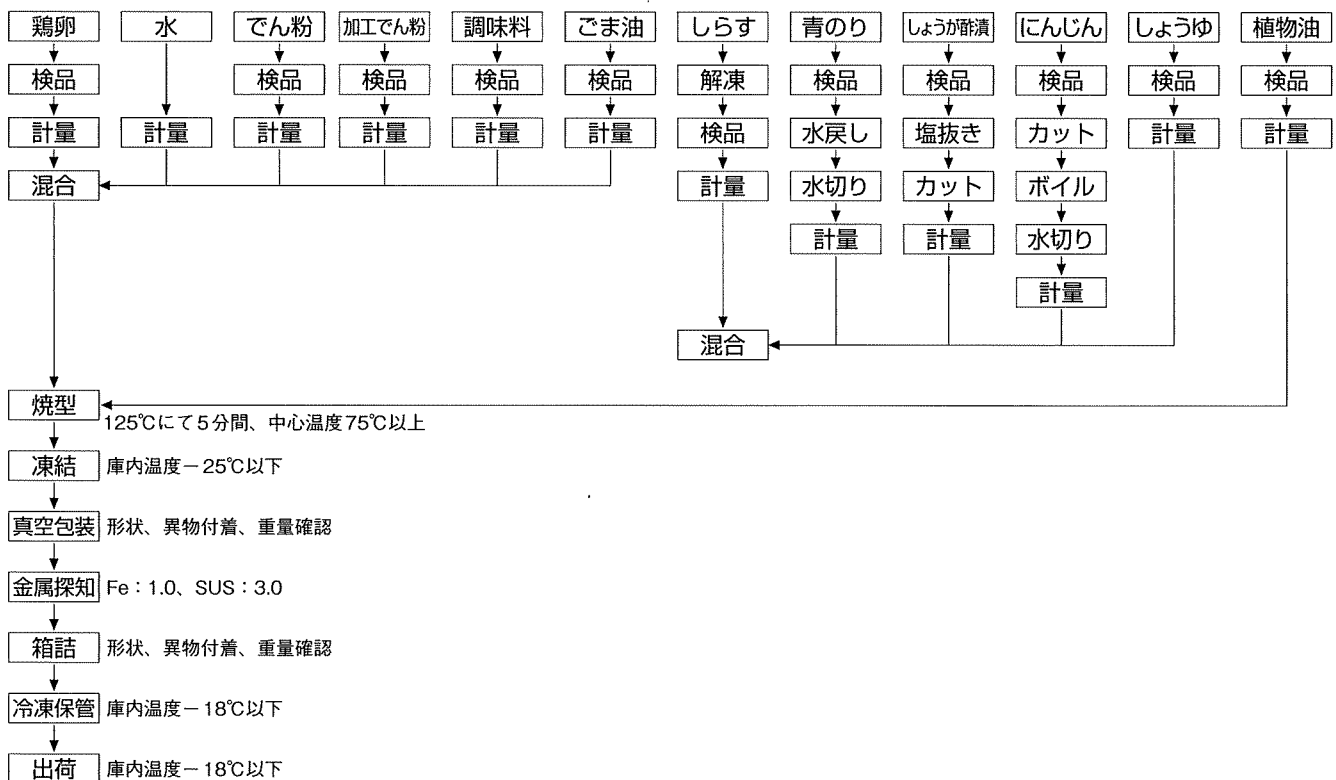 鶏卵 水 でん粉 加工でん粉 調味料 ごま油 しらす 青のり しょうが酢漬 にんじん しょうゆ 植物油
検品 検品 検品 検品 検品 解凍 検品 検品 検品 検品 検品
計量 計量 計量 計量 計量 計量 検品 水戻し 塩抜き カット 計量 計量
混合 計量 水切り カット ボイル
計量 計量 水切り
計量
混合
焼型
125℃にて5分間、中心温度75℃以上
凍結 庫内温度－25℃以下
真空包装 形状、異物付着、重量確認
金属探知 Fe：1.0、SUS：3.0
箱詰 形状、異物付着、重量確認
冷凍保管 庫内温度－18℃以下
出荷 庫内温度－18℃以下